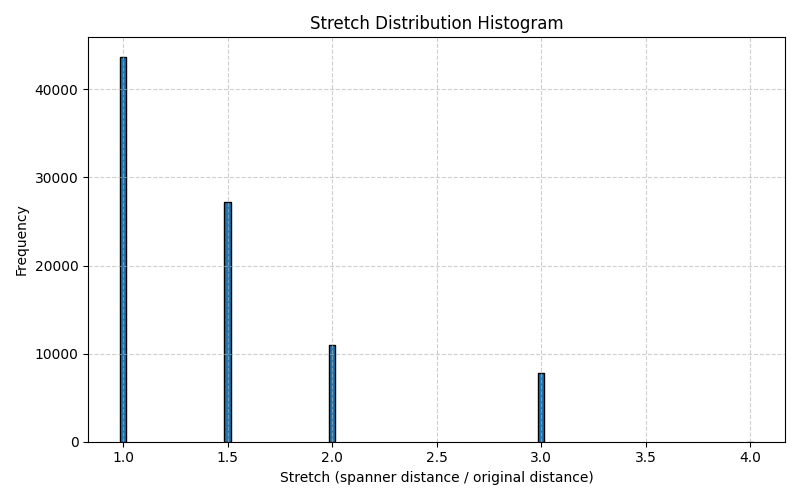 Stretch Distribution Histogram
Frequency
40000
30000
20000
10000
0
1.0 1.5 2.0 2.5 3.0 3.5 4.0
Stretch (spanner distance / original distance)